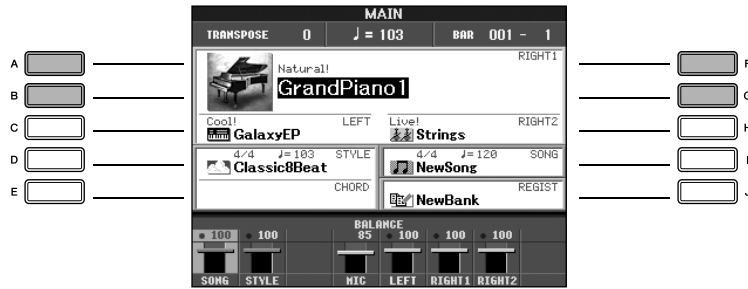 MAIN
TRANSPOSE 0 ♩= 103 BAR 001 - 1
RIGHT1
Natural!
GrandPiano1
Cool! LEFT Live! RIGHT2
GalaxyEP Strings
4/4 ♩=103 STYLE 4/4 ♩=120 SONG
Classic8Beat NewSong
CHORD REGIST
NewBank
BALANCE
100 100 85 100 100 100
SONG STYLE MIC LEFT RIGHT1 RIGHT2
A
B
C
D
E
F
G
H
I
J